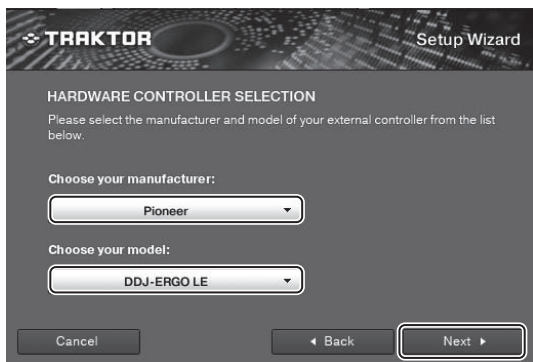 TRAKTOR
Setup Wizard
HARDWARE CONTROLLER SELECTION
Please select the manufacturer and model of your external controller from the list
below.
Choose your manufacturer:
Pioneer
Choose your model:
DDJ-ERGO LE
Cancel
Back
Next